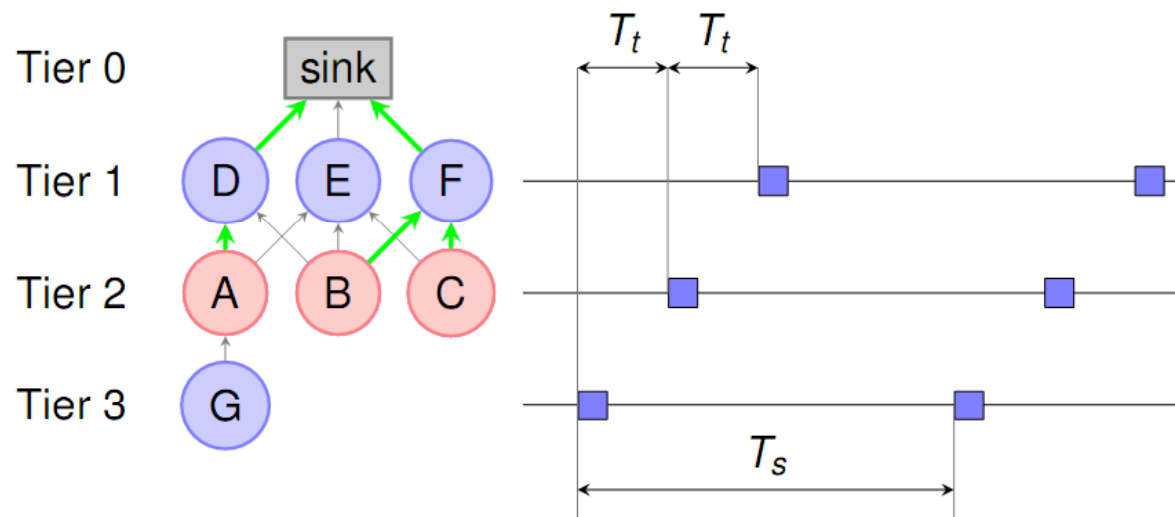 T_t T_t
Tier 0 sink
Tier 1 D E F
Tier 2 A B C
Tier 3 G
T_s